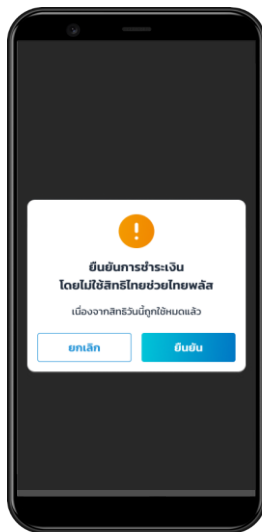 ยืนยันการชำระเงิน
โดยไม่ใช้สิทธิไทยช่วยไทยพลัส
เนื่องจากสิทธิวันนี้ถูกใช้หมดแล้ว
ยกเลิก
ยืนยัน